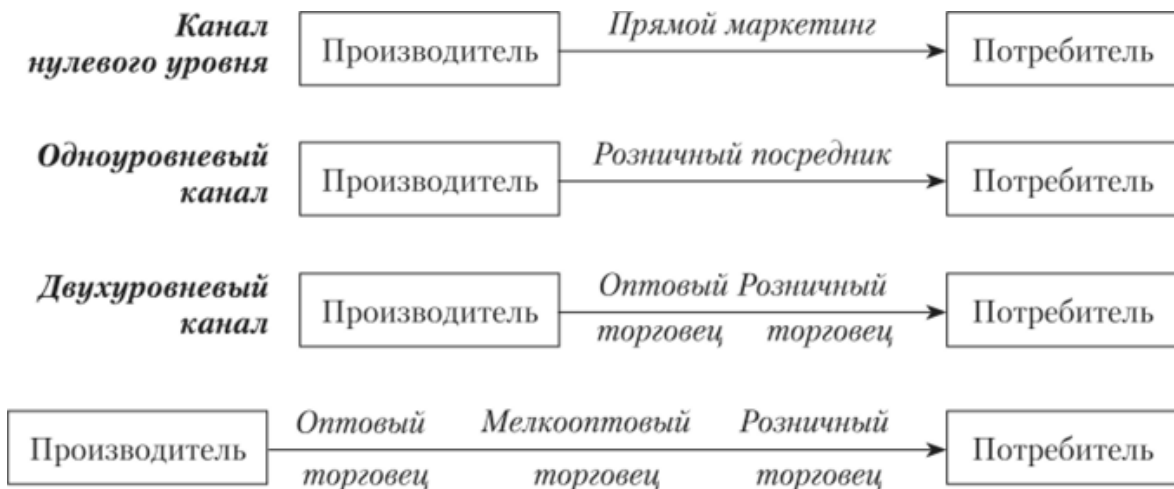 Канал
нулевого уровня
Производитель
Прямой маркетинг
Потребитель
Одноуровневый
канал
Производитель
Розничный посредник
Потребитель
Двухуровневый
канал
Производитель
Оптовый Розничный
торговец торговец
Потребитель
Производитель
Оптовый Мелкооптовый Розничный
торговец торговец торговец
Потребитель